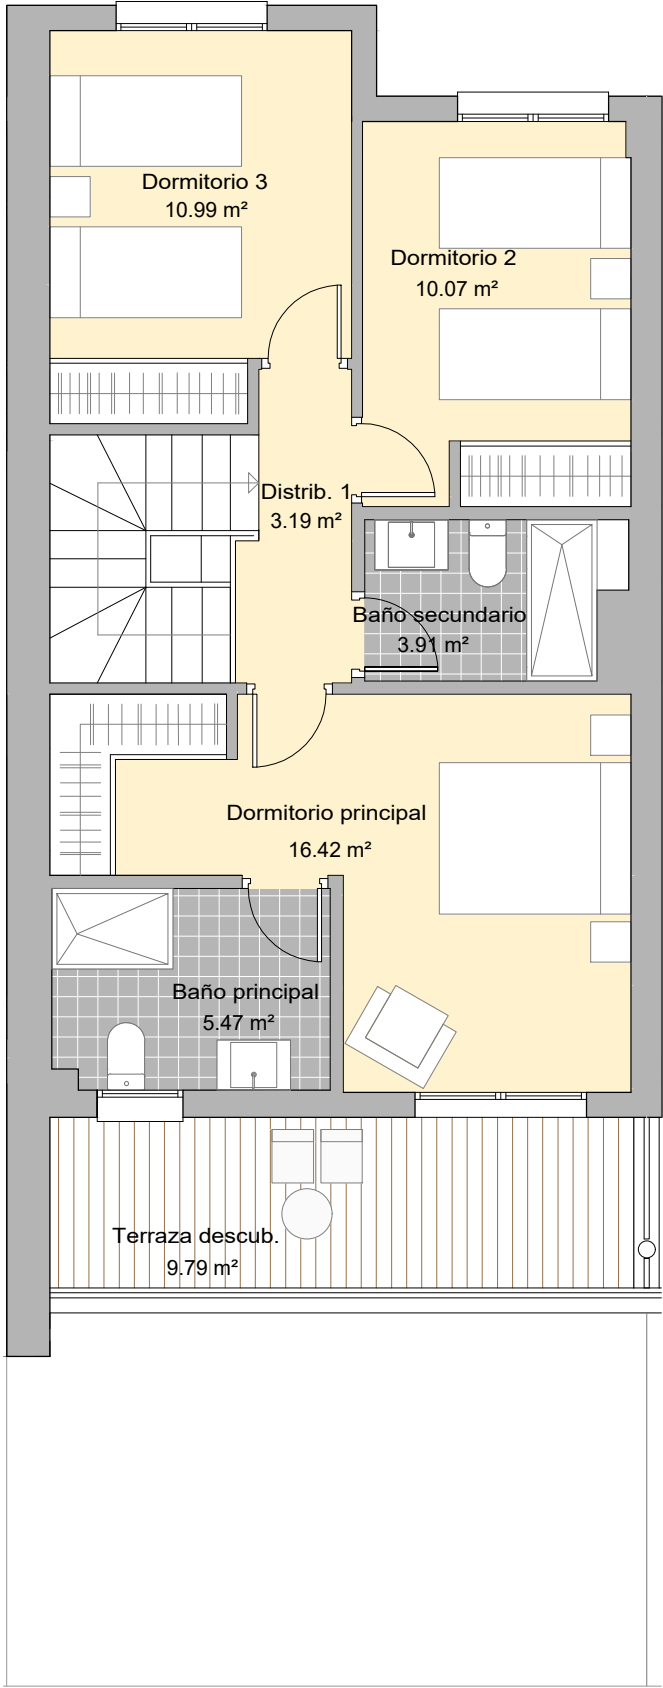 Dormitorio 3
10.99 m²
Dormitorio 2
10.07 m²
Distrib. 1
3.19 m²
Baño secundario
3.91 m²
Dormitorio principal
16.42 m²
Baño principal
5.47 m²
Terraza descub.
9.79 m²